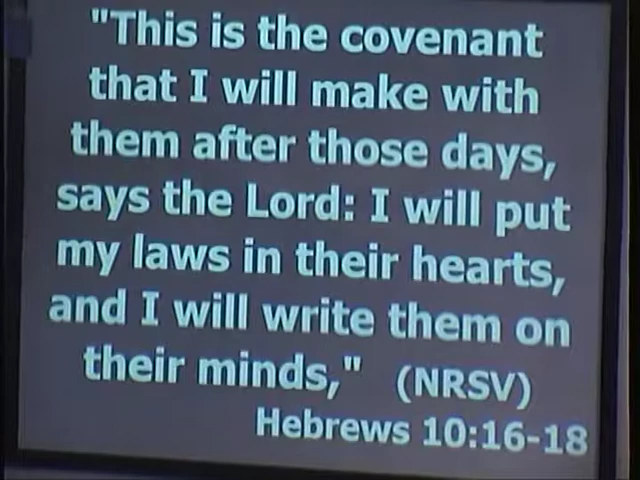 "This is the covenant
that I will make with
them after those days,
says the Lord: I will put
my laws in their hearts,
and I will write them on
their minds," (NRSV)
Hebrews 10:16-18